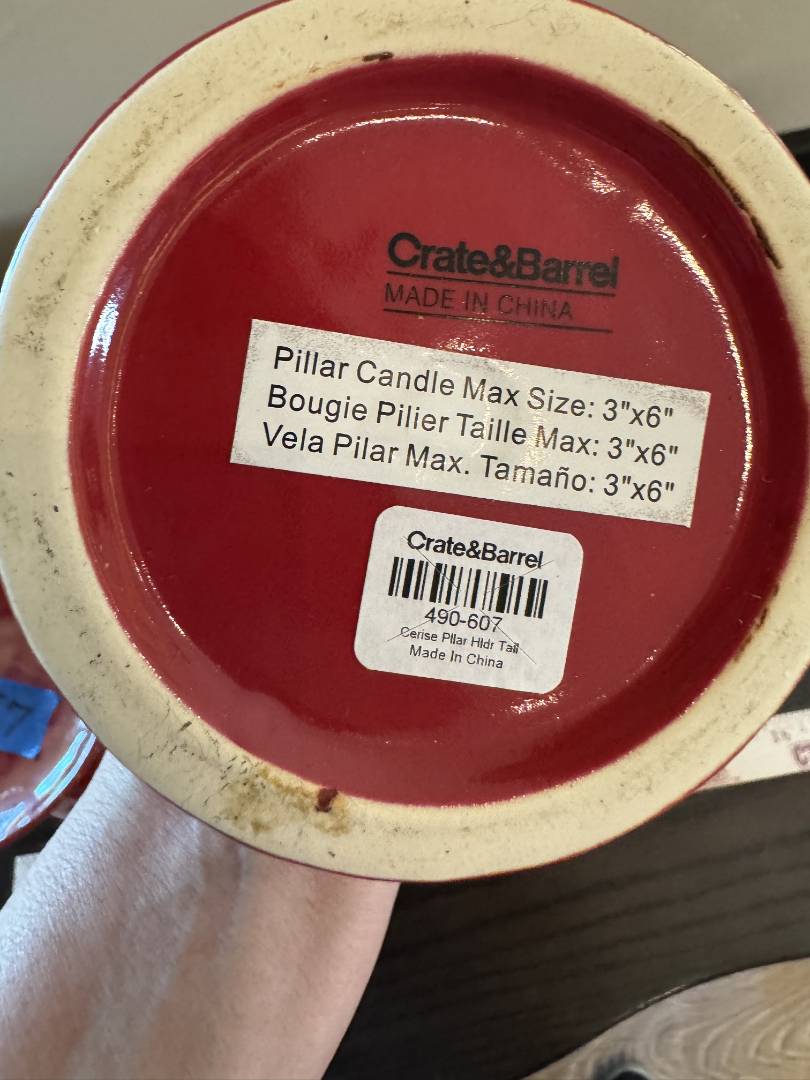 Crate&Barrel
MADE IN CHINA
Pillar Candle Max Size: 3"x6"
Bougie Pilier Taille Max: 3"x6"
Vela Pilar Max. Tamaño: 3"x6"
Crate&Barrel
490-607
Cerise Pllar Hldr Tall
Made In China